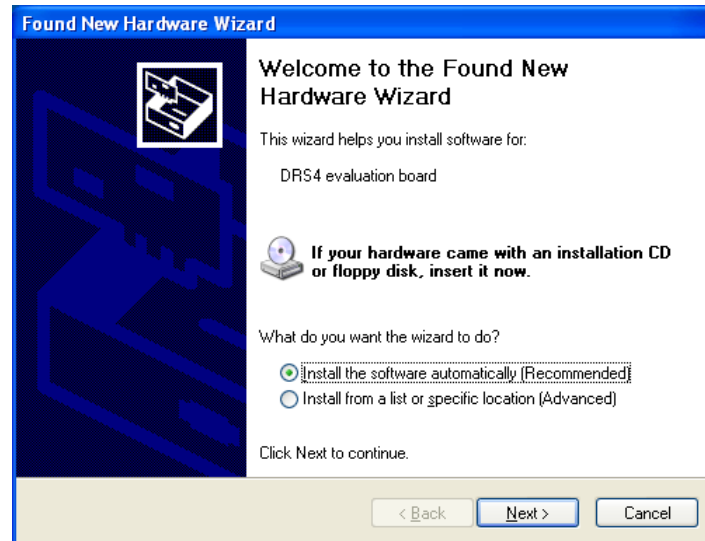 Found New Hardware Wizard
Welcome to the Found New
Hardware Wizard
This wizard helps you install software for:
DRS4 evaluation board
If your hardware came with an installation CD
or floppy disk, insert it now.
What do you want the wizard to do?
Install the software automatically (Recommended)
Install from a list or specific location (Advanced)
Click Next to continue.
< Back
Next >
Cancel